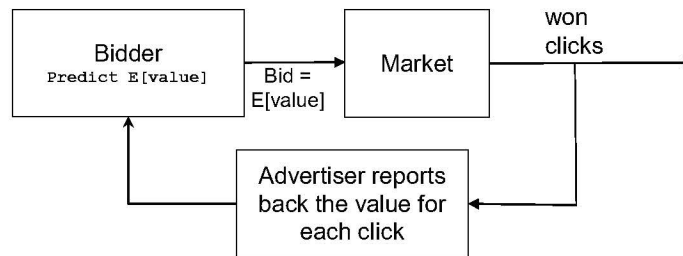 won
clicks
Bidder
Predict E[value]
Bid =
E[value]
Market
Advertiser reports
back the value for
each click